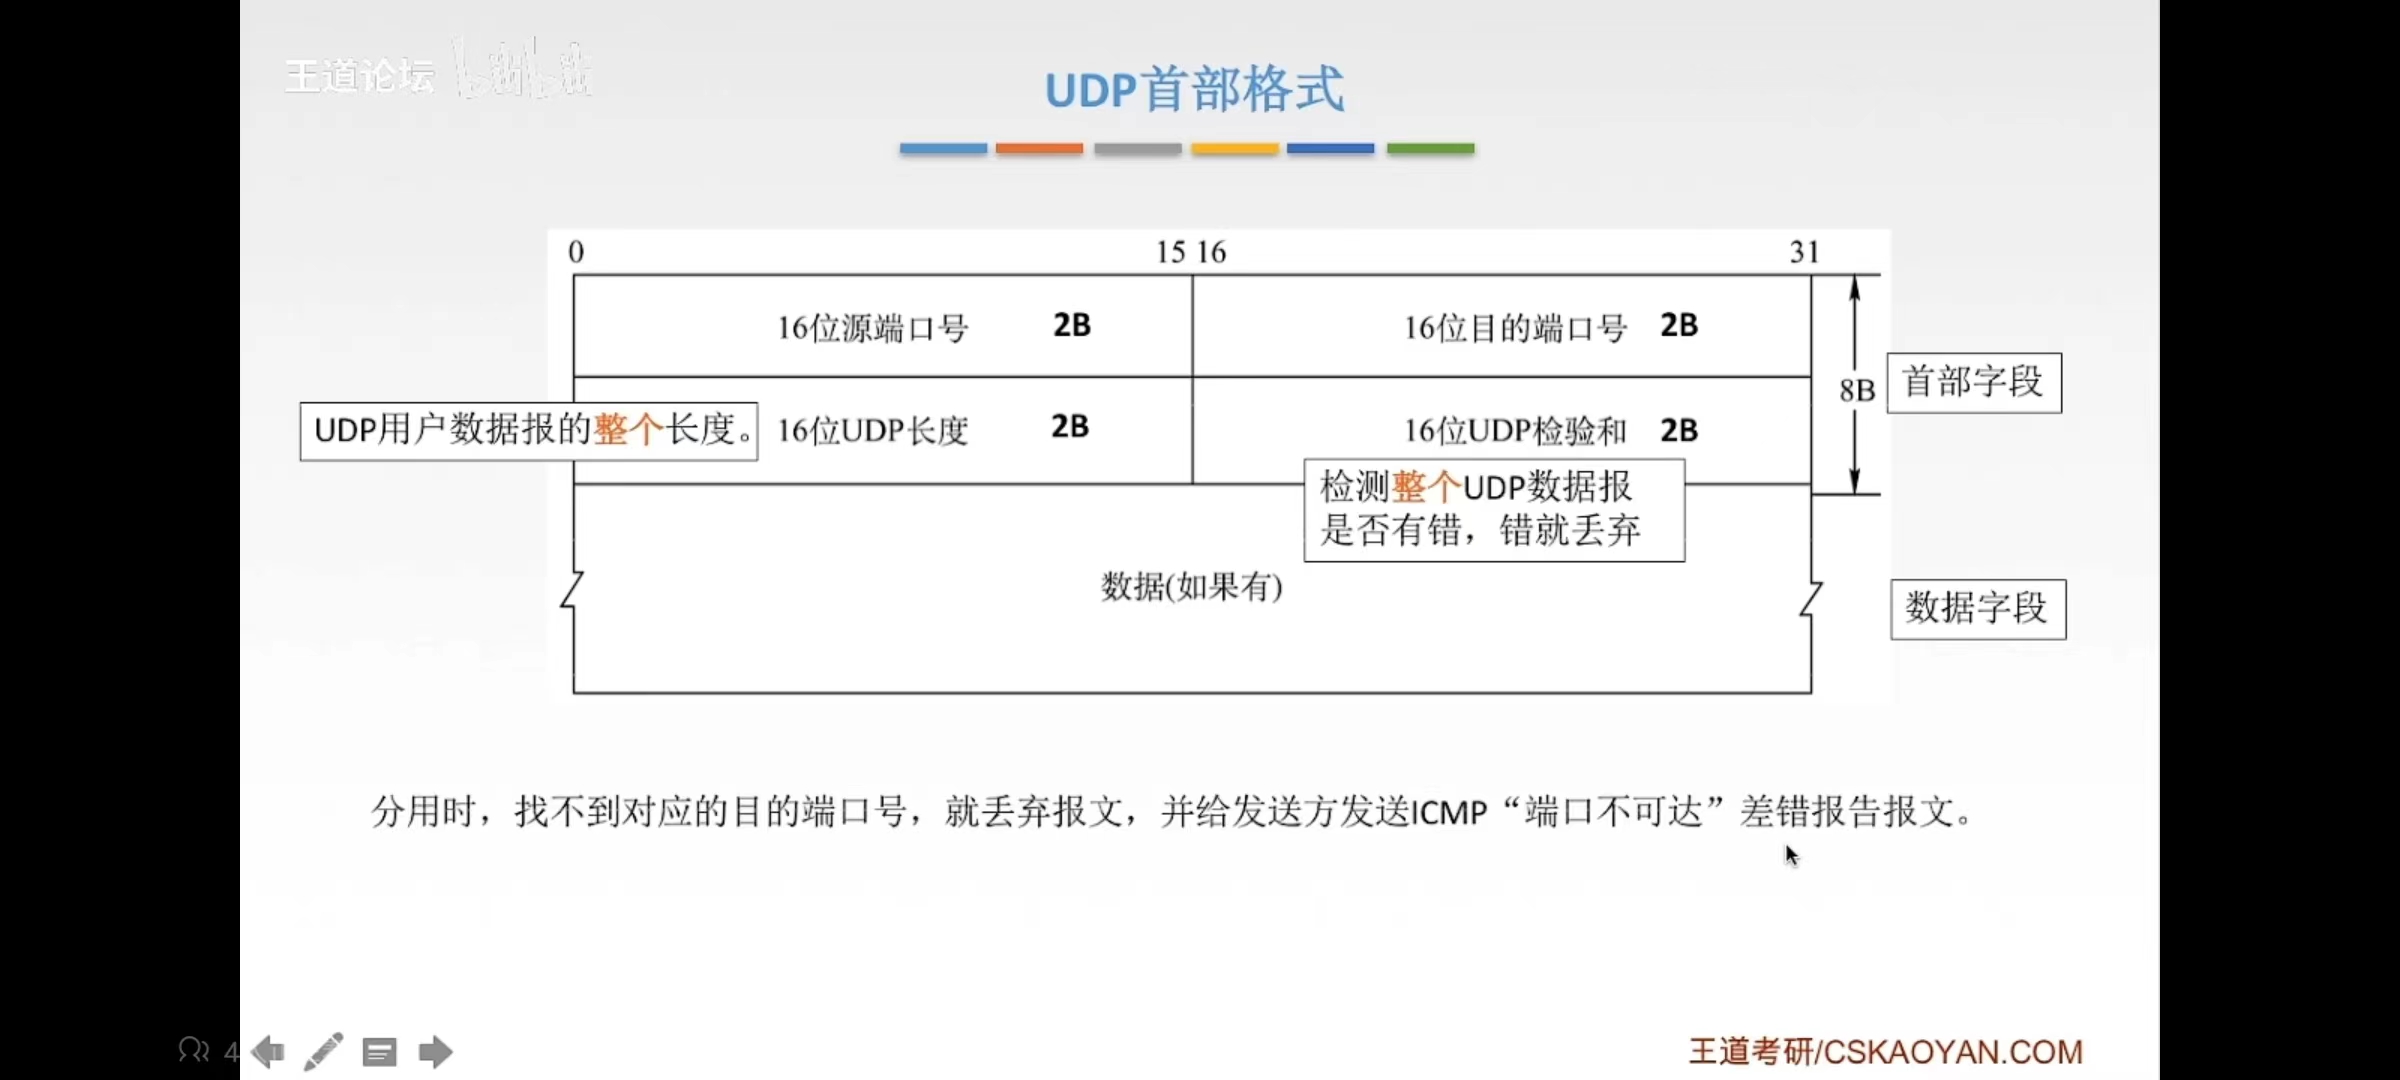 王道论坛 bilibili
UDP首部格式
0 15 16 31
16位源端口号 2B 16位目的端口号 2B
8B 首部字段
UDP用户数据报的整个长度。 16位UDP长度 2B 16位UDP检验和 2B
检测整个UDP数据报
是否有错，错就丢弃
数据(如果有)
数据字段
分用时，找不到对应的目的端口号，就丢弃报文，并给发送方发送ICMP“端口不可达”差错报告报文。
4
王道考研/CSKAOYAN.COM